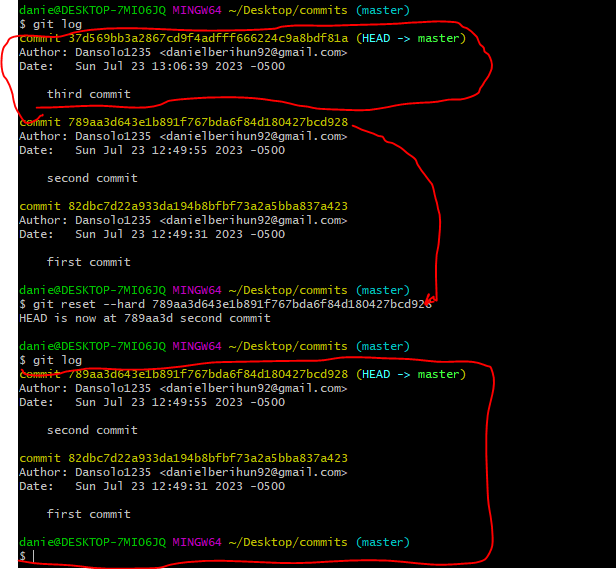 danie@DESKTOP-7MIO6JQ MINGW64 ~/Desktop/commits (master)
$ git log
commit 37d569bb3a2867cd9f4adfff666224c9a8bdf81a (HEAD -> master)
Author: Dansolo1235 <danielberihun92@gmail.com>
Date:   Sun Jul 23 13:06:39 2023 -0500
    third commit
commit 789aa3d643e1b891f767bda6f84d180427bcd928
Author: Dansolo1235 <danielberihun92@gmail.com>
Date:   Sun Jul 23 12:49:55 2023 -0500
    second commit
commit 82dbc7d22a933da194b8bfbf73a2a5bba837a423
Author: Dansolo1235 <danielberihun92@gmail.com>
Date:   Sun Jul 23 12:49:31 2023 -0500
    first commit
danie@DESKTOP-7MIO6JQ MINGW64 ~/Desktop/commits (master)
$ git reset --hard 789aa3d643e1b891f767bda6f84d180427bcd928
HEAD is now at 789aa3d second commit
danie@DESKTOP-7MIO6JQ MINGW64 ~/Desktop/commits (master)
$ git log
commit 789aa3d643e1b891f767bda6f84d180427bcd928 (HEAD -> master)
Author: Dansolo1235 <danielberihun92@gmail.com>
Date:   Sun Jul 23 12:49:55 2023 -0500
    second commit
commit 82dbc7d22a933da194b8bfbf73a2a5bba837a423
Author: Dansolo1235 <danielberihun92@gmail.com>
Date:   Sun Jul 23 12:49:31 2023 -0500
    first commit
danie@DESKTOP-7MIO6JQ MINGW64 ~/Desktop/commits (master)
$